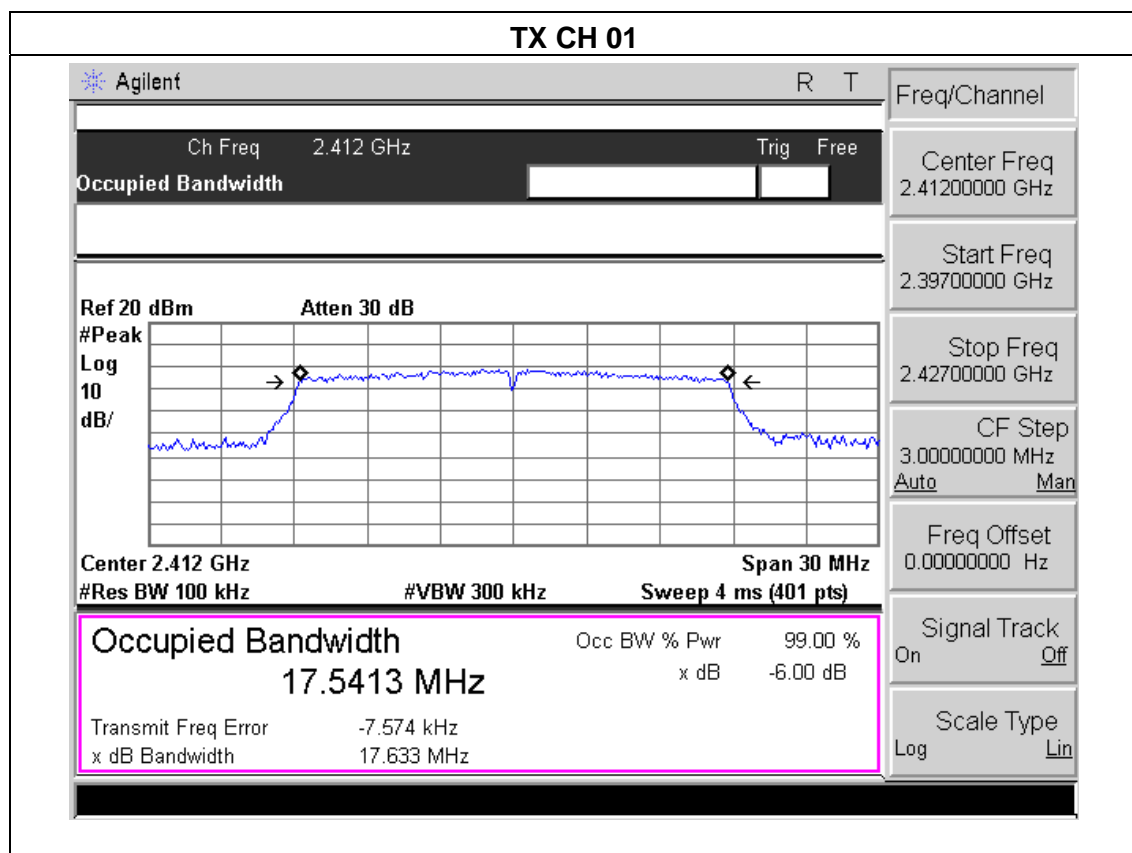 TX CH 01
Agilent R T
Freq/Channel
Ch Freq 2.412 GHz Trig Free
Occupied Bandwidth
Center Freq
2.41200000 GHz
Start Freq
2.39700000 GHz
Stop Freq
2.42700000 GHz
CF Step
3.00000000 MHz
Auto Man
Freq Offset
0.00000000 Hz
Signal Track
On Off
Scale Type
Log Lin
Ref 20 dBm Atten 30 dB
#Peak
Log
10
dB/
Center 2.412 GHz Span 30 MHz
#Res BW 100 kHz #VBW 300 kHz Sweep 4 ms (401 pts)
Occupied Bandwidth Occ BW % Pwr 99.00 %
17.5413 MHz x dB -6.00 dB
Transmit Freq Error -7.574 kHz
x dB Bandwidth 17.633 MHz